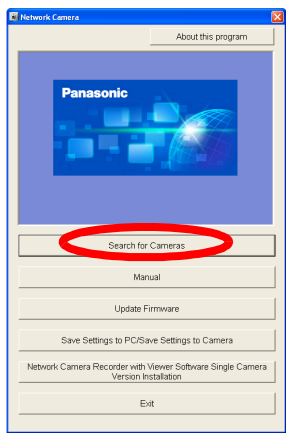 Network Camera
About this program
Panasonic
Search for Cameras
Manual
Update Firmware
Save Settings to PC/Save Settings to Camera
Network Camera Recorder with Viewer Software Single Camera
Version Installation
Exit